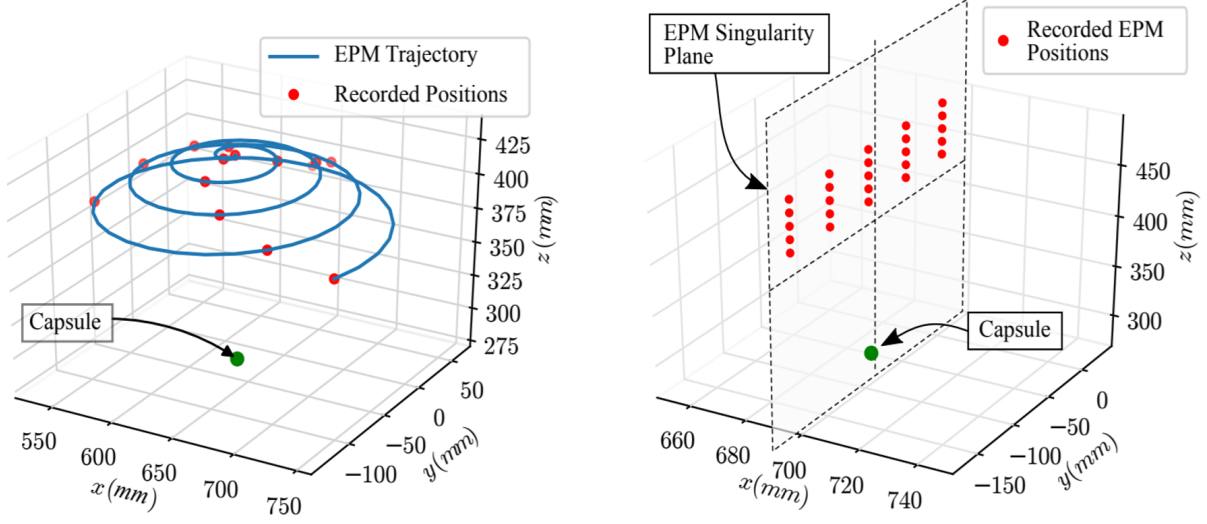 EPM Trajectory
Recorded Positions
425
400
375
350
325
300
275
z(mm)
Capsule
50
0
−50
−100
y(mm)
550
600
650
700
750
x(mm)
EPM Singularity
Plane
Recorded EPM
Positions
450
400
350
300
z(mm)
Capsule
0
−50
−100
−150
y(mm)
660
680
700
720
740
x(mm)